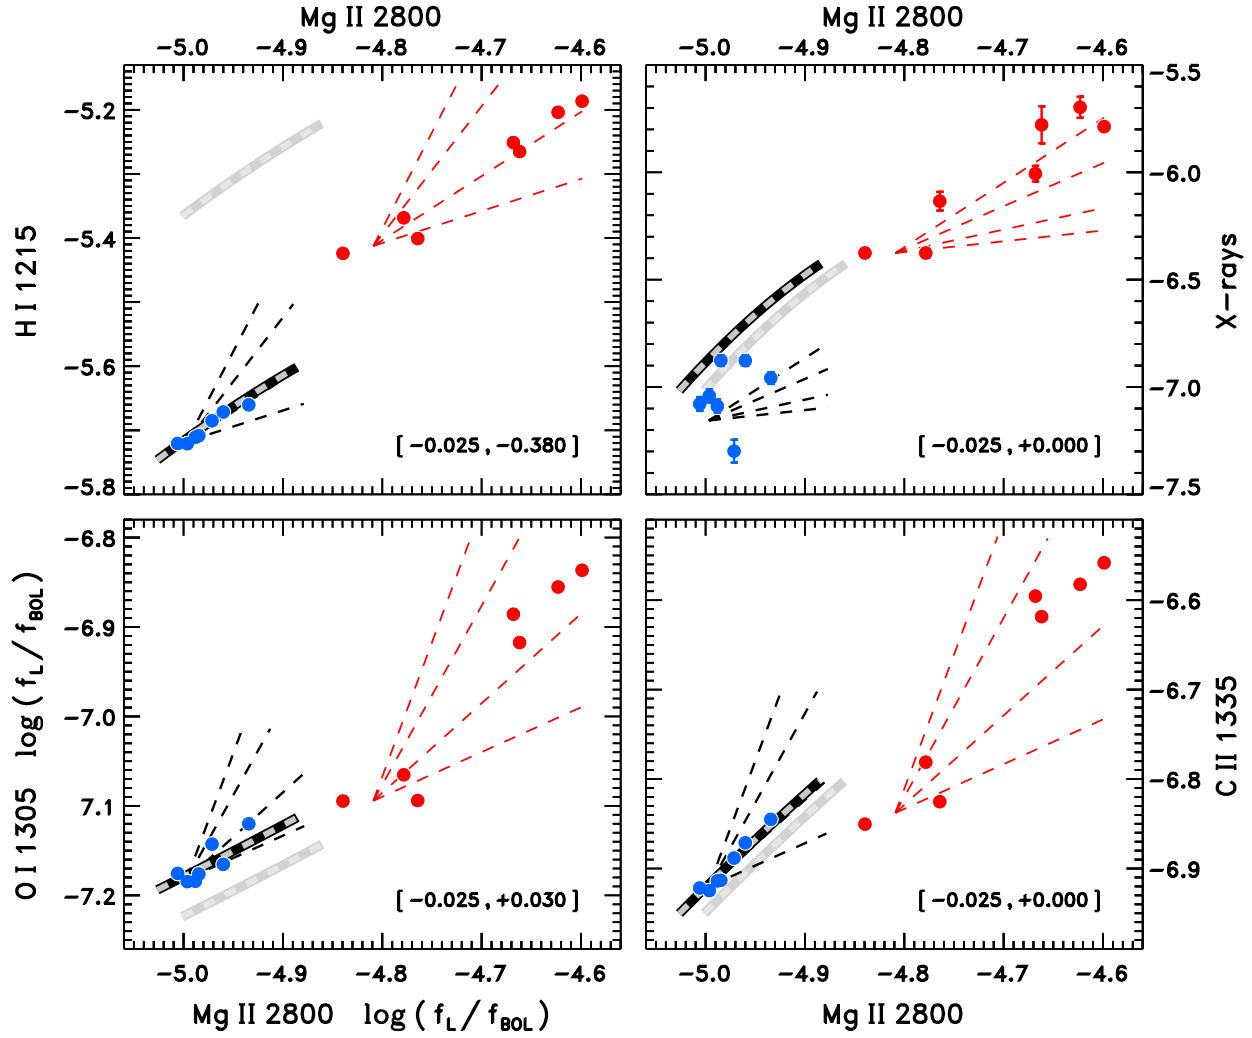 Mg II 2800
Mg II 2800
−5.0 −4.9 −4.8 −4.7 −4.6
−5.0 −4.9 −4.8 −4.7 −4.6
H I 1215
−5.2
−5.4
−5.6
−5.8
[ −0.025 , −0.380 ]
[ −0.025 , +0.000 ]
−5.5
−6.0
−6.5
−7.0
−7.5
X−rays
O I 1305 log ( fL / fBOL )
−6.8
−6.9
−7.0
−7.1
−7.2
[ −0.025 , +0.030 ]
[ −0.025 , +0.000 ]
−6.6
−6.7
−6.8
−6.9
C II 1335
−5.0 −4.9 −4.8 −4.7 −4.6
−5.0 −4.9 −4.8 −4.7 −4.6
Mg II 2800 log ( fL / fBOL )
Mg II 2800